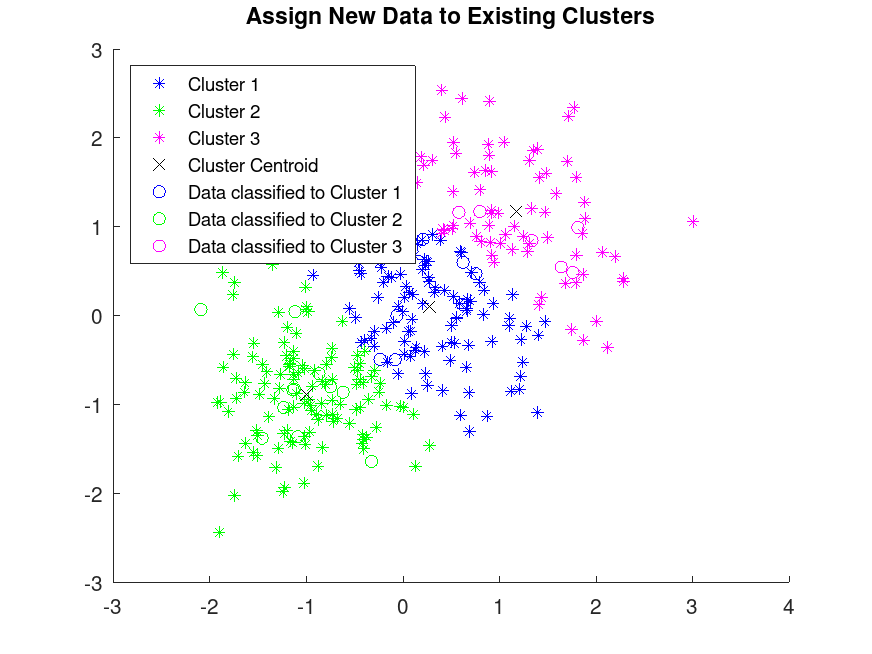 Assign New Data to Existing Clusters
3
2
1
0
-1
-2
-3
Cluster 1
Cluster 2
Cluster 3
Cluster Centroid
Data classified to Cluster 1
Data classified to Cluster 2
Data classified to Cluster 3
-3 -2 -1 0 1 2 3 4